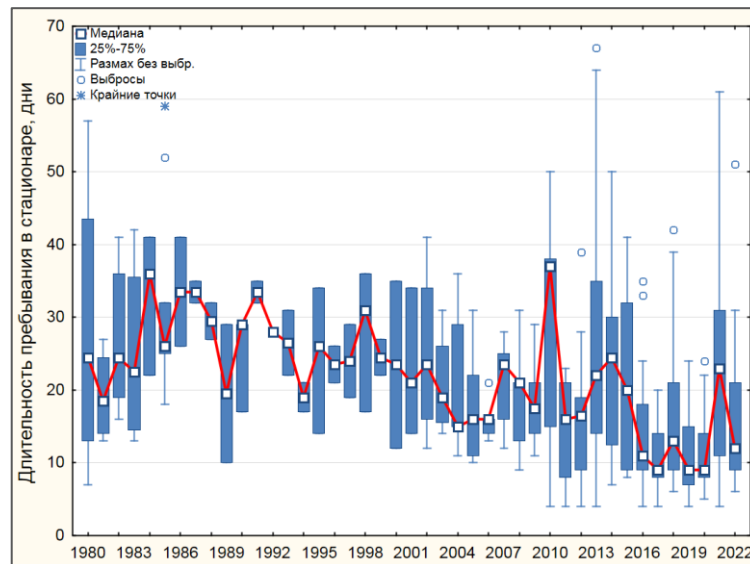 Медиана
25%-75%
Размах без выбр.
Выбросы
Крайние точки
Длительность пребывания в стационаре, дни
70
60
50
40
30
20
10
0
1980 1983 1986 1989 1992 1995 1998 2001 2004 2007 2010 2013 2016 2019 2022